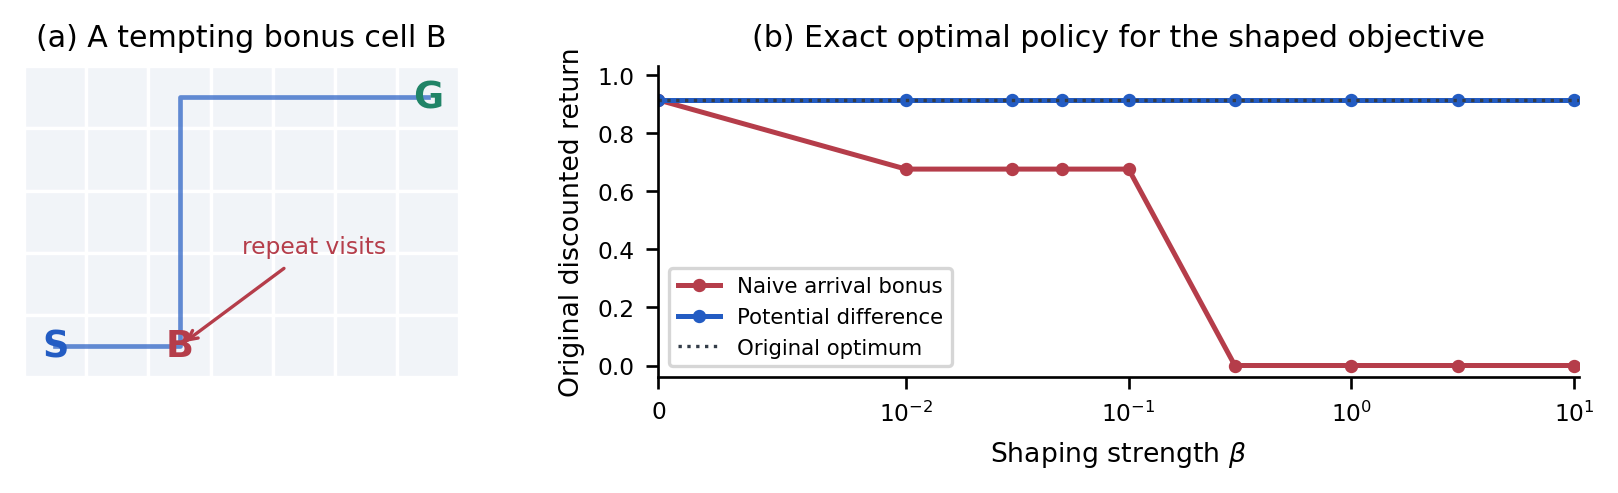 (a) A tempting bonus cell B
G
repeat visits
S
B
(b) Exact optimal policy for the shaped objective
Original discounted return
1.0
0.8
0.6
0.4
0.2
0.0
Naive arrival bonus
Potential difference
Original optimum
0
10⁻²
10⁻¹
10⁰
10¹
Shaping strength β